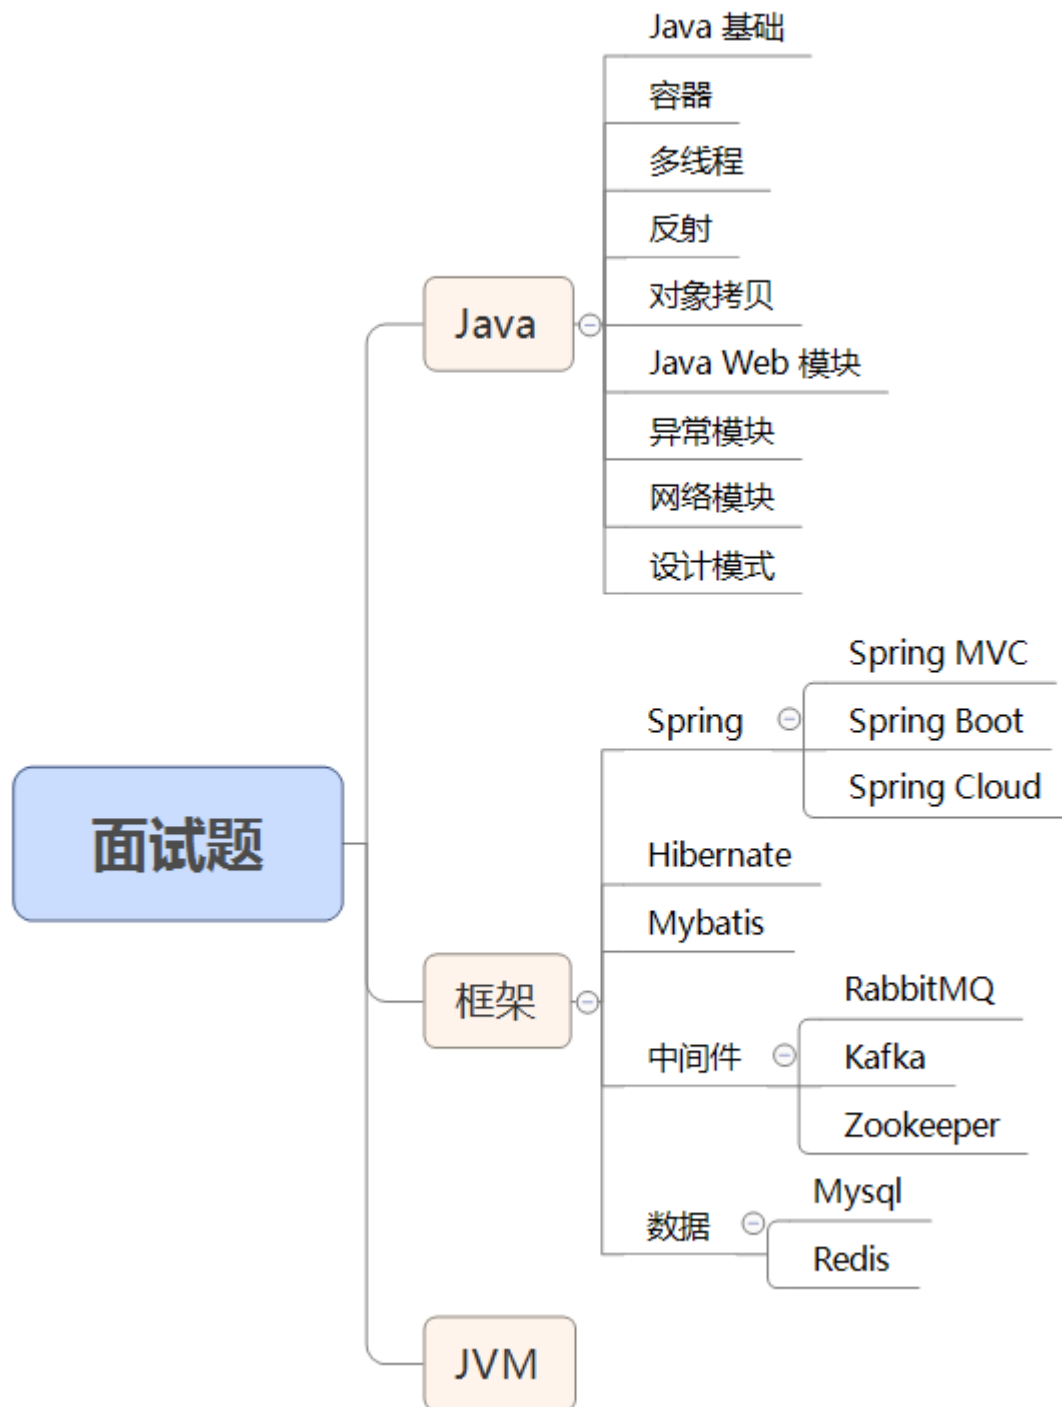 面试题
Java
Java 基础
容器
多线程
反射
对象拷贝
Java Web 模块
异常模块
网络模块
设计模式
框架
Spring
Spring MVC
Spring Boot
Spring Cloud
Hibernate
Mybatis
中间件
RabbitMQ
Kafka
Zookeeper
数据
Mysql
Redis
JVM